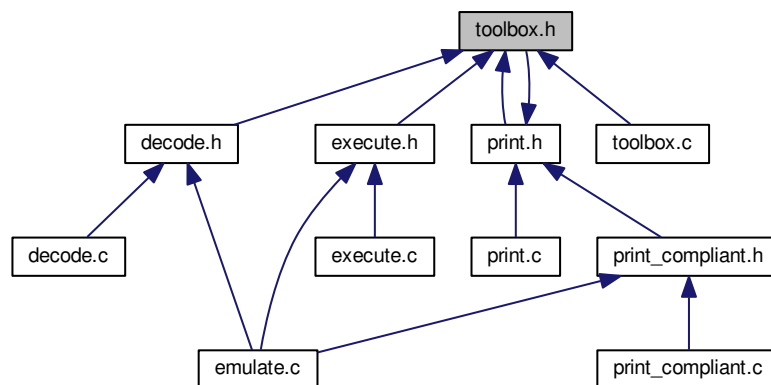 toolbox.h
decode.h
execute.h
print.h
toolbox.c
decode.c
execute.c
print.c
print_compliant.h
emulate.c
print_compliant.c